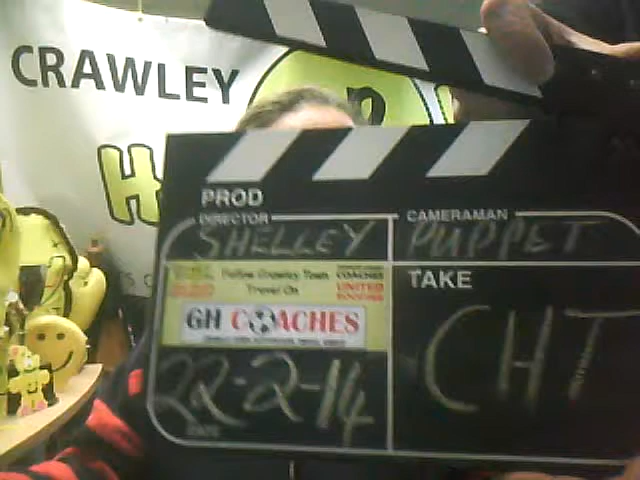 CRAWLEY
PROD
DIRECTOR
SHELLEY
CAMERAMAN
PUPPET
Follow Crawley Town
Travel On
COACHES
UNITED
GH COACHES
TAKE
CHT
22-2-14
DATE